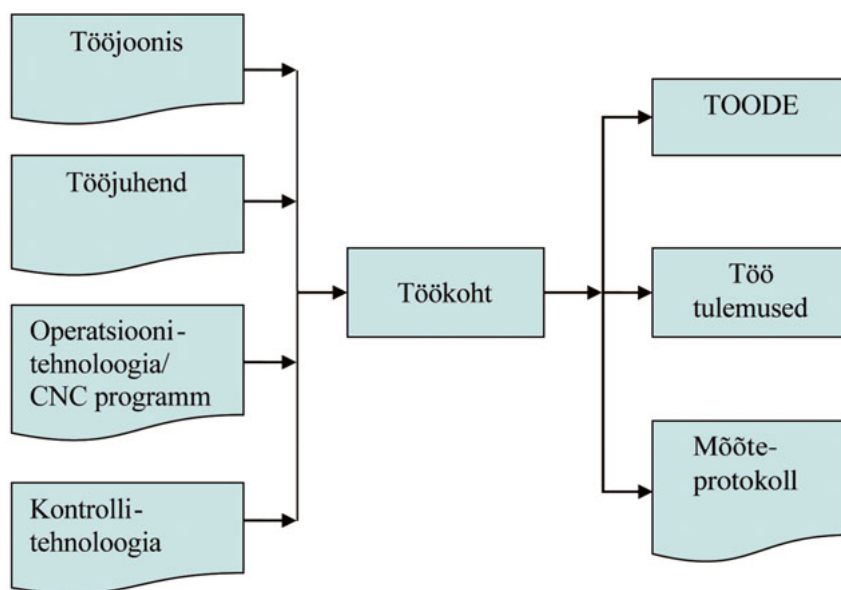 Tööjoonis
Tööjuhend
Operatsiooni-
tehnoloogia/
CNC programm
Kontrolli-
tehnoloogia
Töökoht
TOODE
Töö
tulemused
Mõõte-
protokoll